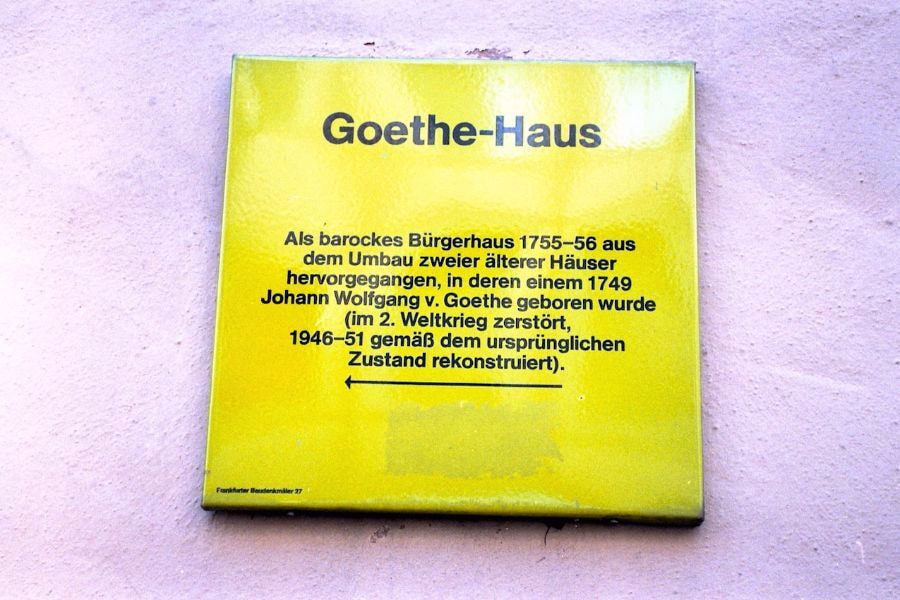 Goethe-Haus
Als barockes Bürgerhaus 1755–56 aus
dem Umbau zweier älterer Häuser
hervorgegangen, in deren einem 1749
Johann Wolfgang v. Goethe geboren wurde
(im 2. Weltkrieg zerstört,
1946–51 gemäß dem ursprünglichen
Zustand rekonstruiert).
Frankfurter Baudenkmäler 27